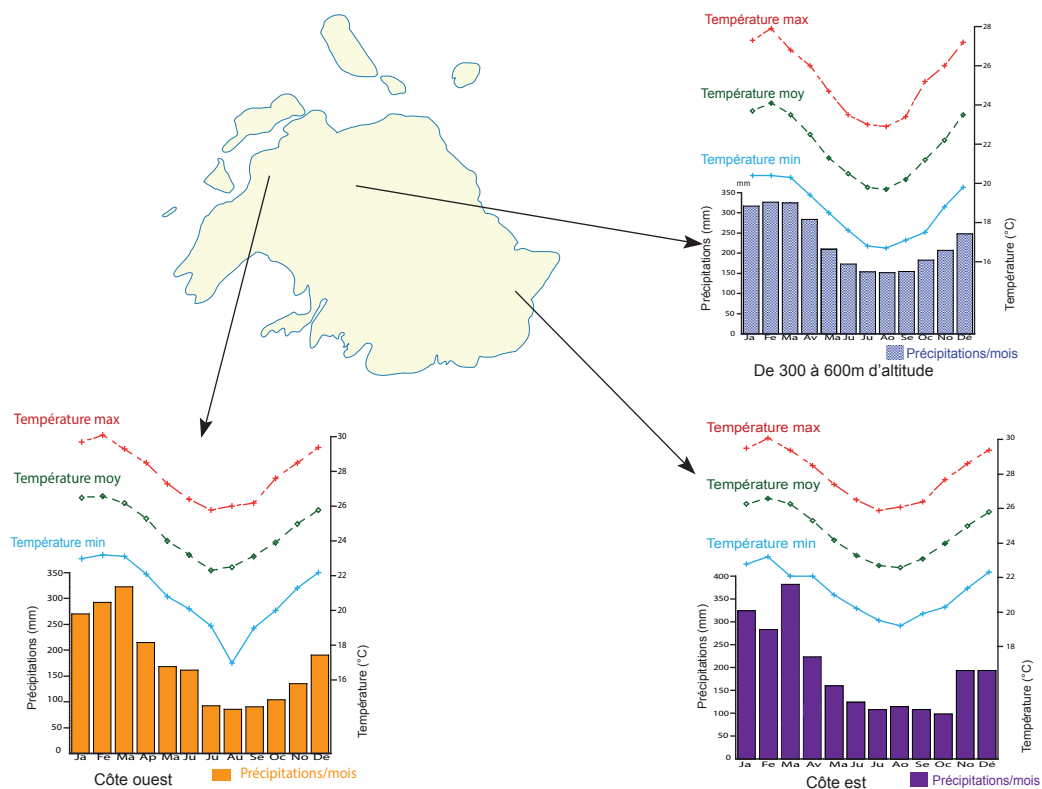 Température max
Température moy
Température min
mm
350
300
250
200
150
100
50
0
Précipitations (mm)
28
26
24
22
20
18
16
Température (°C)
Ja Fe Ma Av Ma Ju Ju Ao Se Oc No Dé
Précipitations/mois
De 300 à 600m d'altitude
Température max
Température moy
Température min
350
300
250
200
150
100
50
0
Précipitations (mm)
30
28
26
24
22
20
18
16
Température (°C)
Ja Fe Ma Ap Ma Ju Ju Au Se Oc No De
Côte ouest
Précipitations/mois
Température max
Température moy
Température min
400
350
300
250
200
150
100
50
0
Précipitations (mm)
30
28
26
24
22
20
18
Température (°C)
Ja Fe Ma Av Ma Ju Ju Ao Se Oc No Dé
Côte est
Précipitations/mois